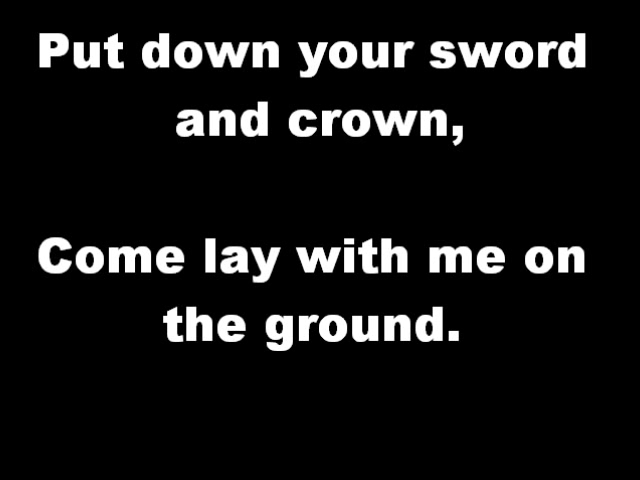 Put down your sword
and crown,
Come lay with me on
the ground.